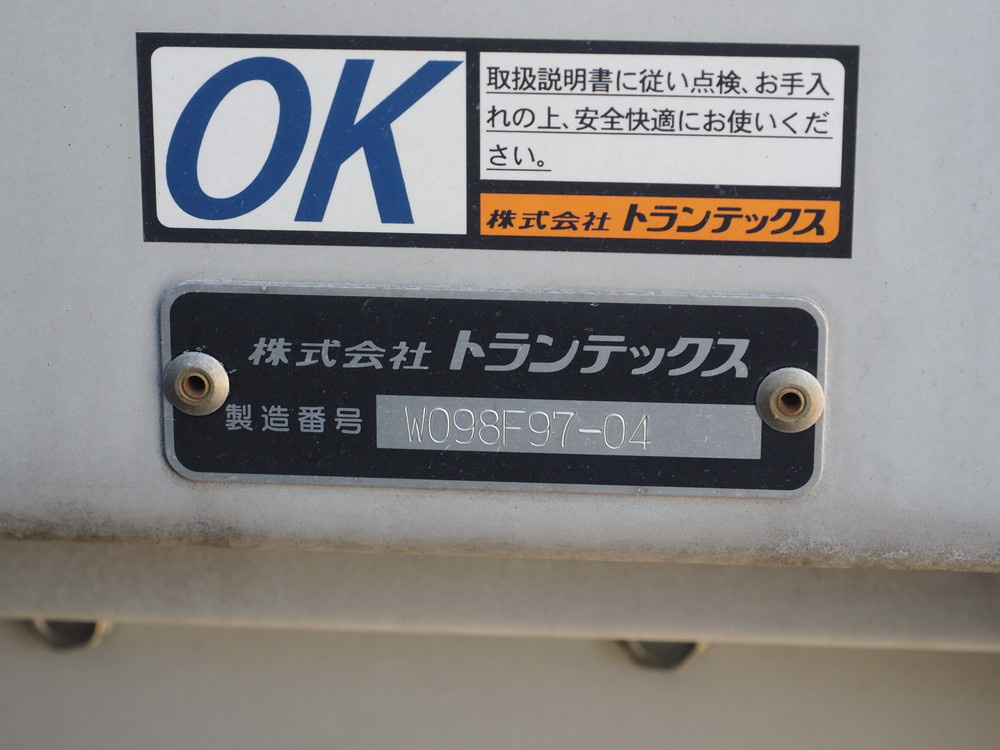 OK
取扱説明書に従い点検、お手入
れの上、安全快適にお使いくだ
さい。
株式会社 トランテックス
株式会社 トランテックス
製造番号 W098F97-04